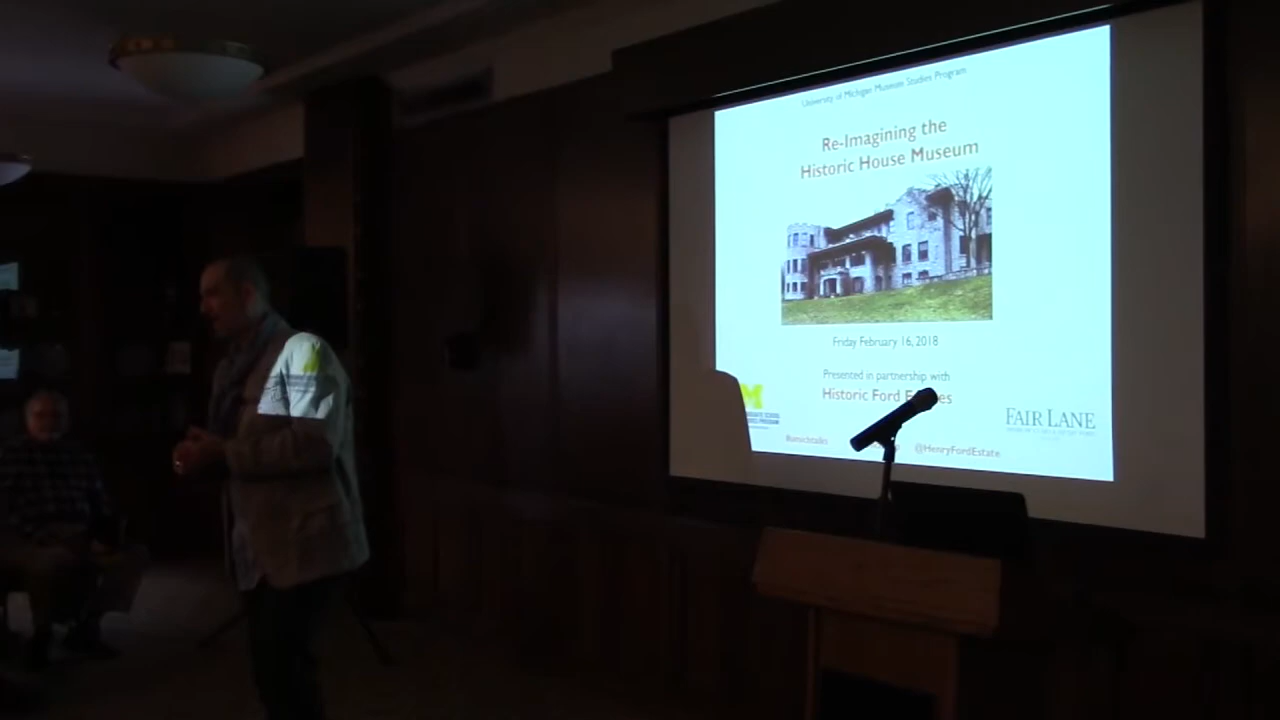 University of Michigan Museum Studies Program
Re-Imagining the
Historic House Museum
Friday February 16, 2018
Presented in partnership with
Historic Ford
M
FAIR LANE
@HenryFordEstate